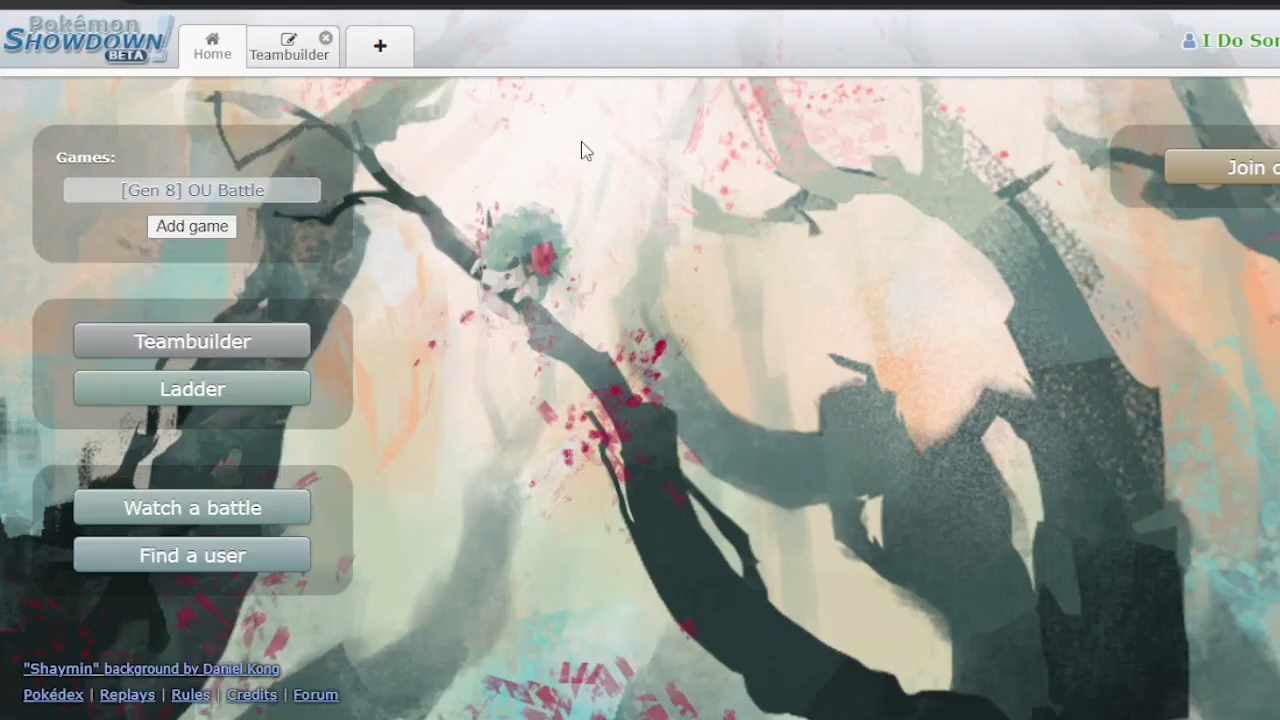 Pokémon
SHOWDOWN!
BETA
Home
Teambuilder
+
I Do Sor
Games:
[Gen 8] OU Battle
Add game
Join o
Teambuilder
Ladder
Watch a battle
Find a user
"Shaymin" background by Daniel Kong
Pokédex | Replays | Rules | Credits | Forum